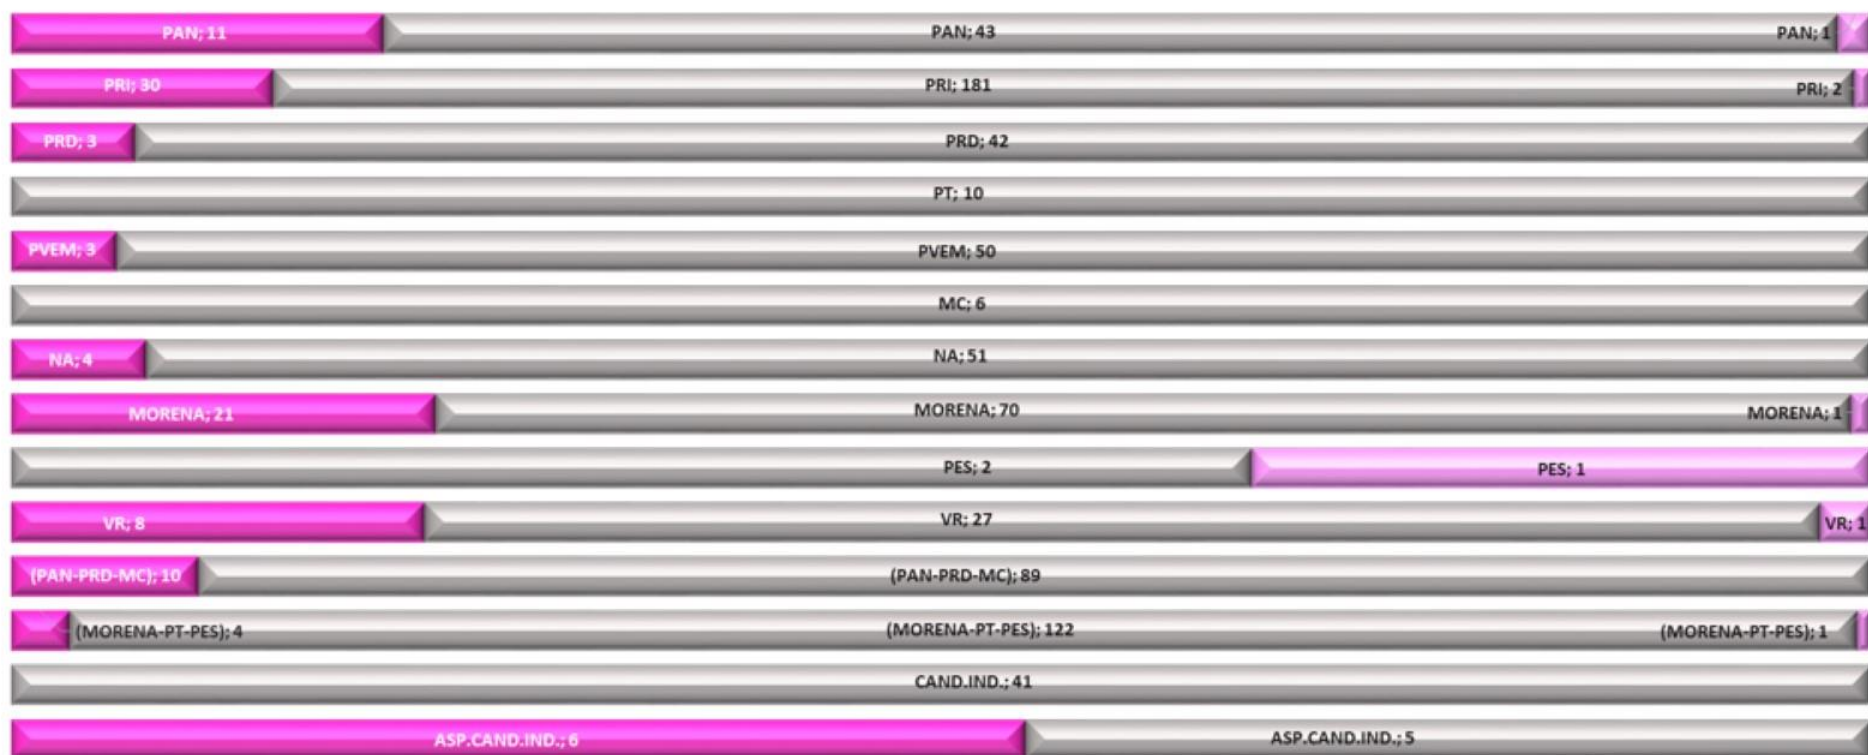 PAN; 11 PAN; 43 PAN; 1
PRI; 30 PRI; 181 PRI; 2
PRD; 3 PRD; 42
PT; 10
PVEM; 3 PVEM; 50
MC; 6
NA; 4 NA; 51
MORENA; 21 MORENA; 70 MORENA; 1
PES; 2 PES; 1
VR; 8 VR; 27 VR; 1
(PAN-PRD-MC); 10 (PAN-PRD-MC); 89
(MORENA-PT-PES); 4 (MORENA-PT-PES); 122 (MORENA-PT-PES); 1
CAND.IND.; 41
ASP.CAND.IND.; 6 ASP.CAND.IND.; 5